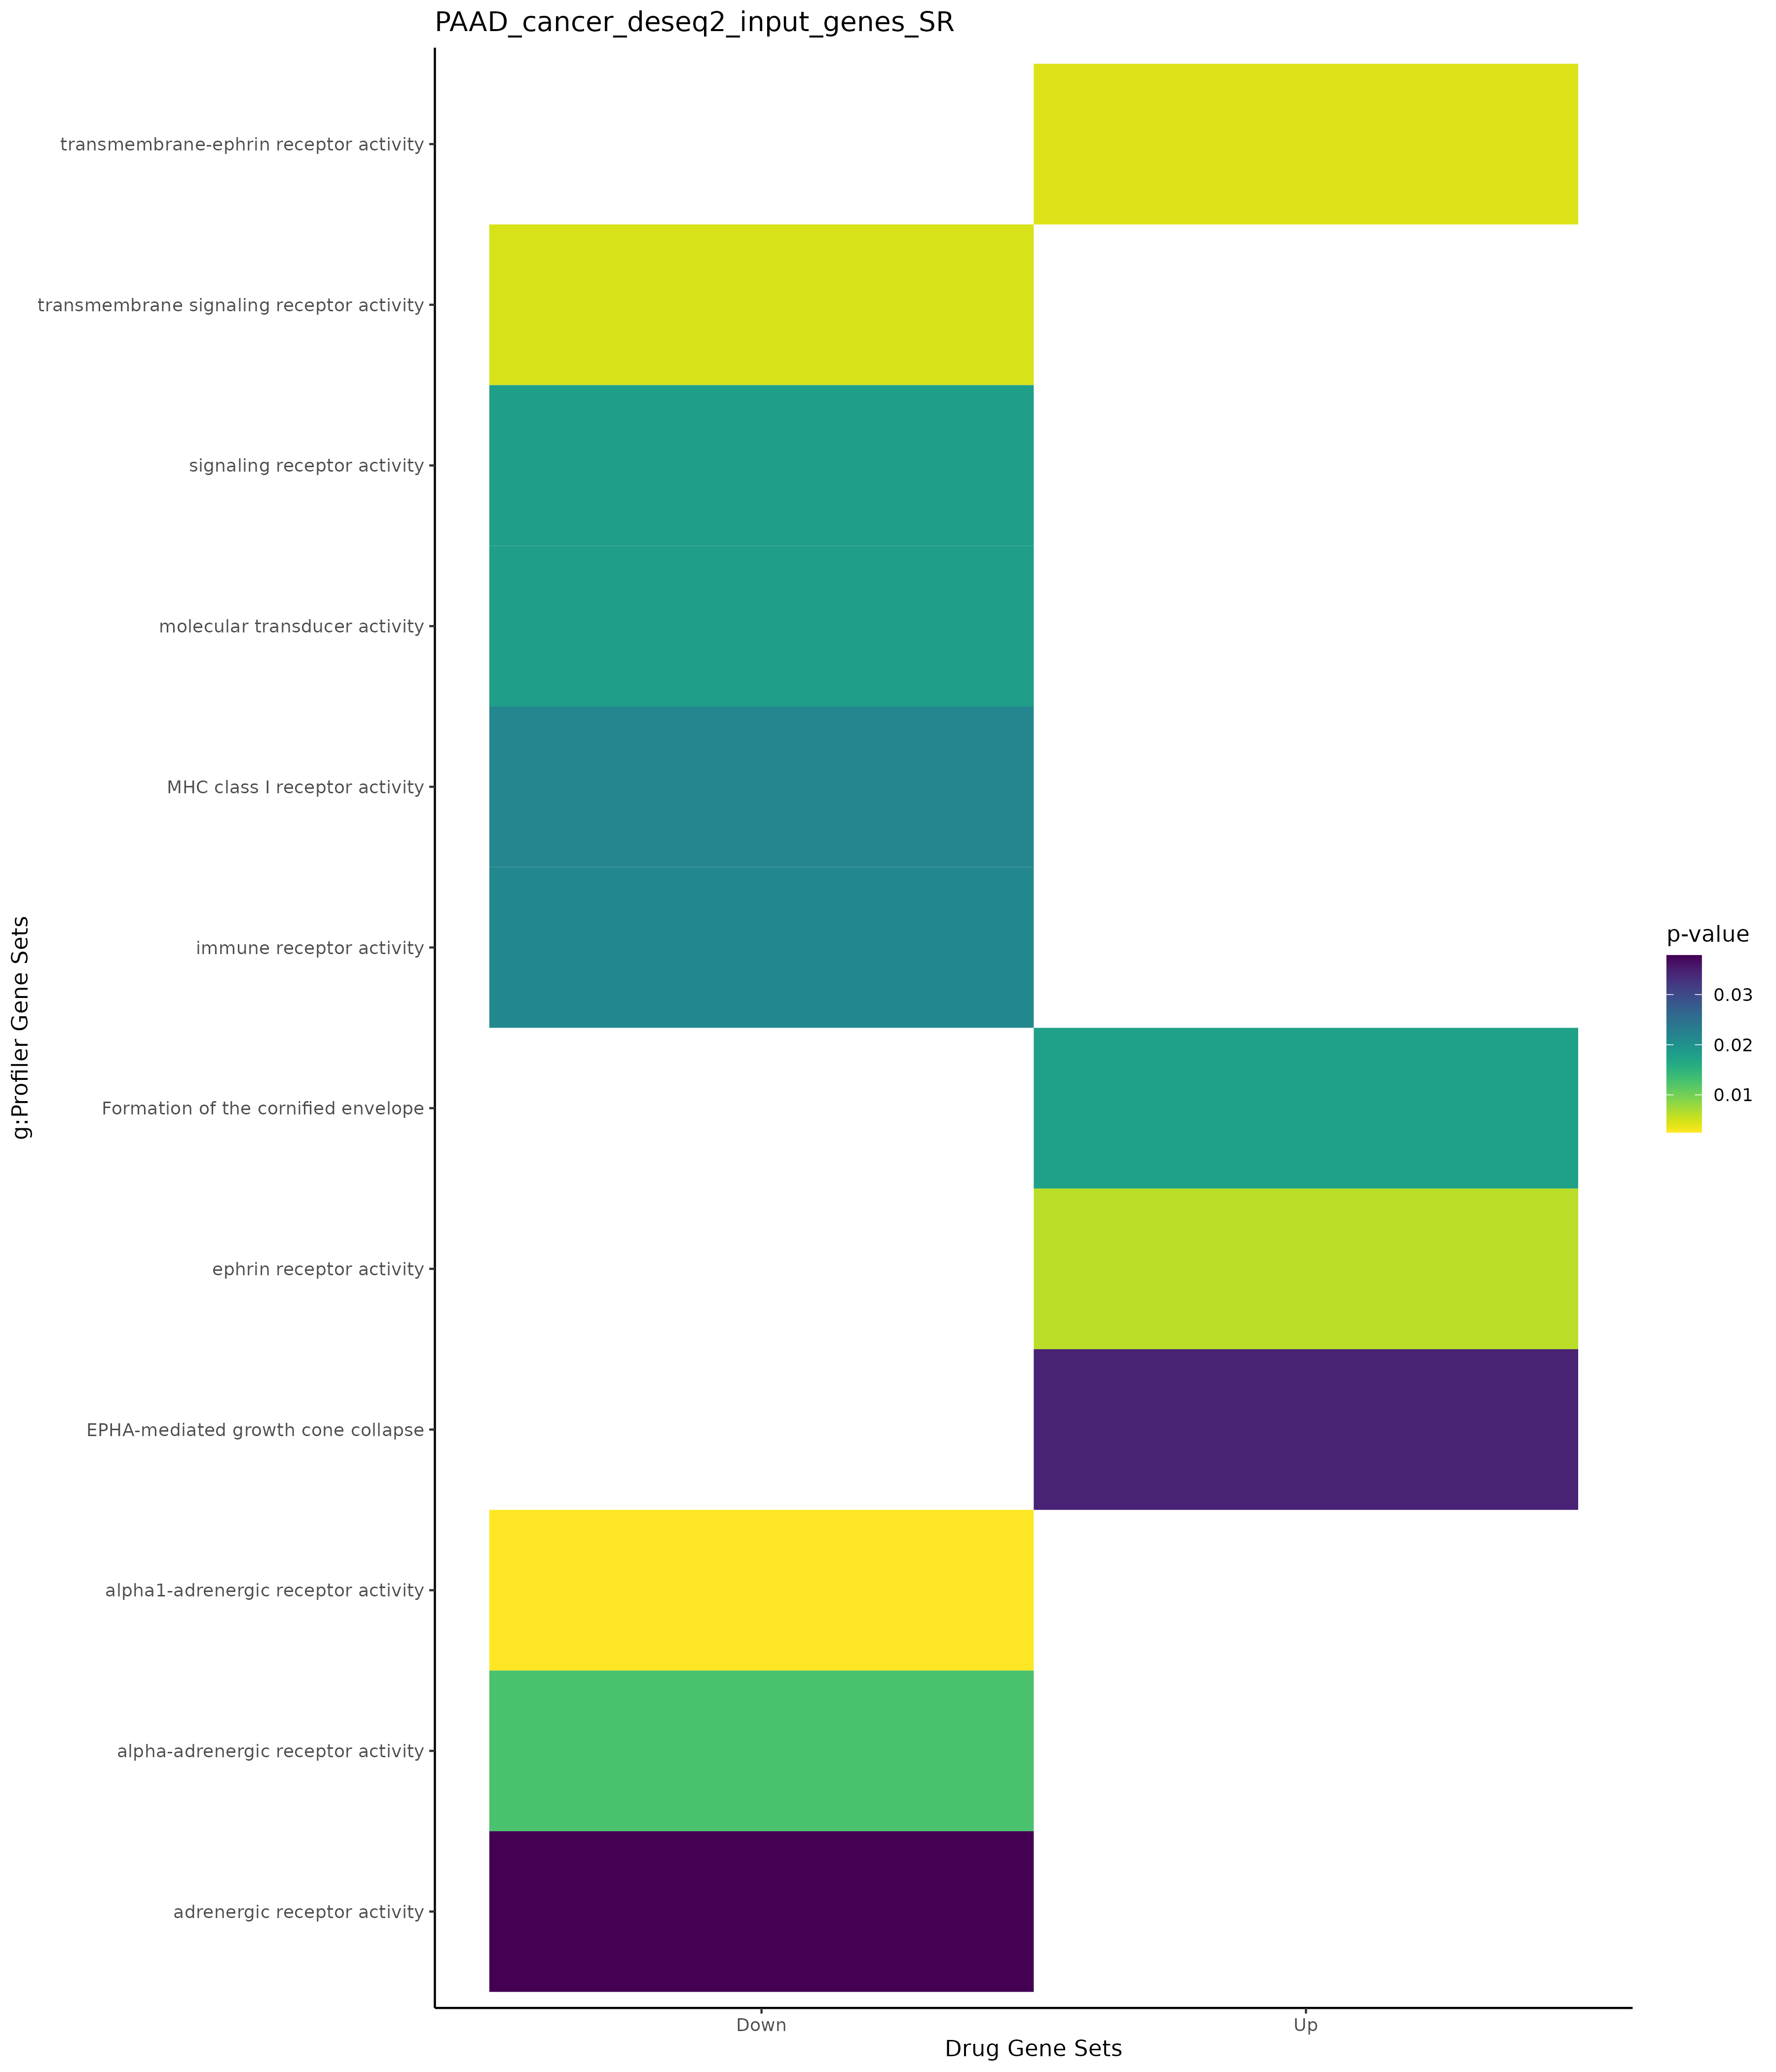 PAAD_cancer_deseq2_input_genes_SR
transmembrane-ephrin receptor activity
transmembrane signaling receptor activity
signaling receptor activity
molecular transducer activity
MHC class I receptor activity
immune receptor activity
Formation of the cornified envelope
ephrin receptor activity
EPHA-mediated growth cone collapse
alpha1-adrenergic receptor activity
alpha-adrenergic receptor activity
adrenergic receptor activity
g:Profiler Gene Sets
Down
Up
Drug Gene Sets
p-value
0.03
0.02
0.01